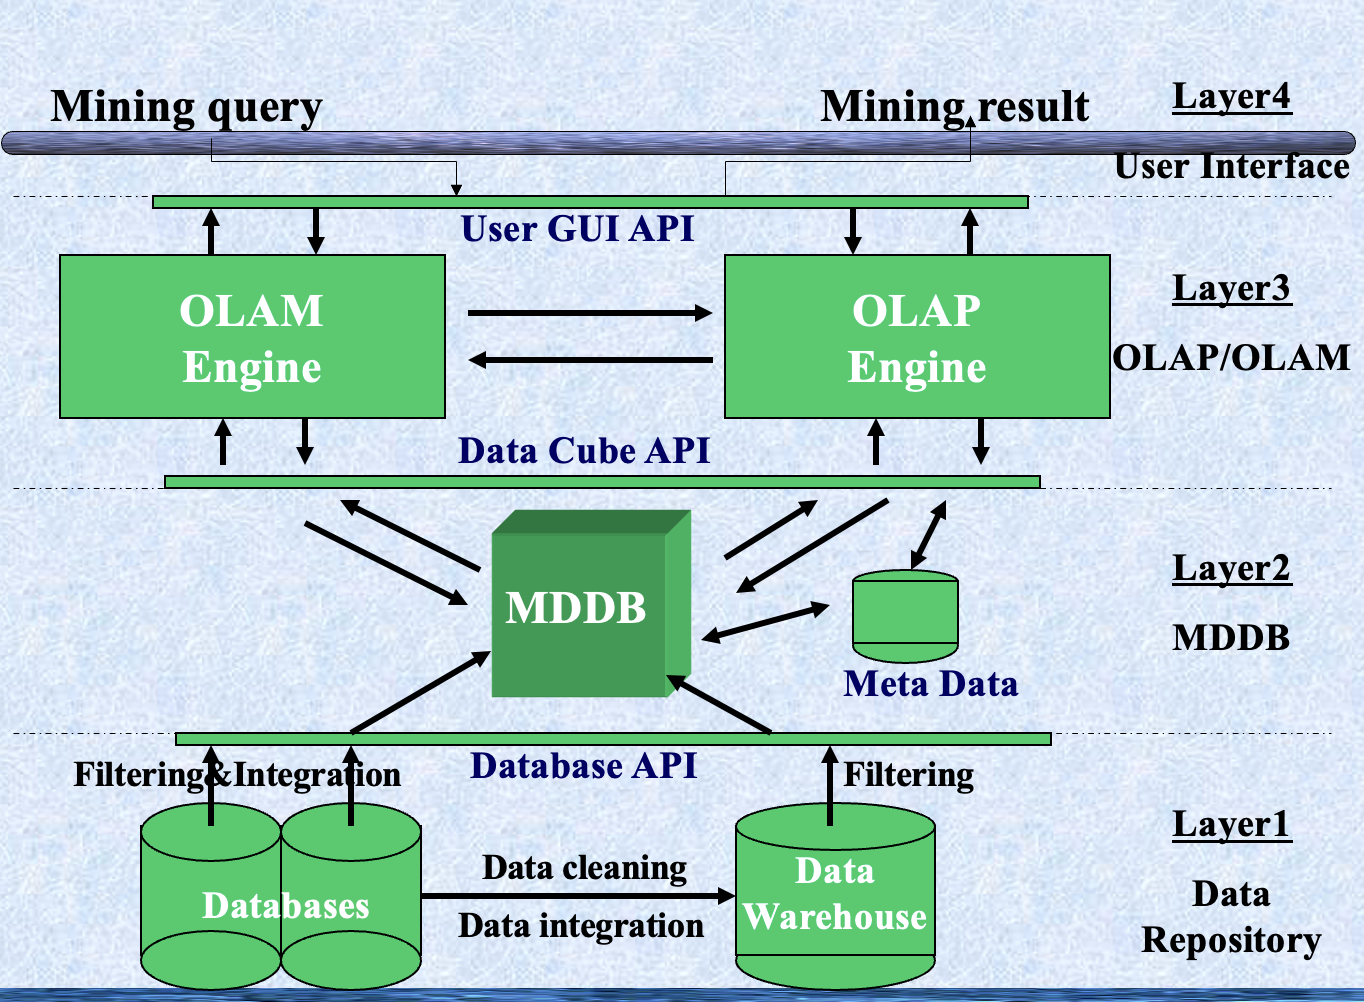 Mining query
Mining result
Layer4
User Interface
User GUI API
OLAM
Engine
OLAP
Engine
Layer3
OLAP/OLAM
Data Cube API
MDDB
Layer2
MDDB
Meta Data
Filtering&Integration
Database API
Filtering
Layer1
Data cleaning
Data
Warehouse
Databases
Data integration
Data
Repository